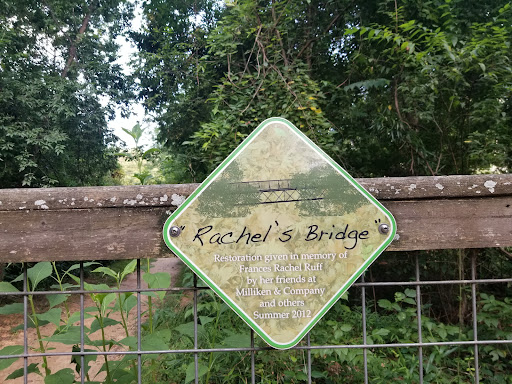 "Rachel's Bridge"
Restoration given in memory of
Frances Rachel Ruff
by her friends at
Milliken & Company
and others
Summer 2012